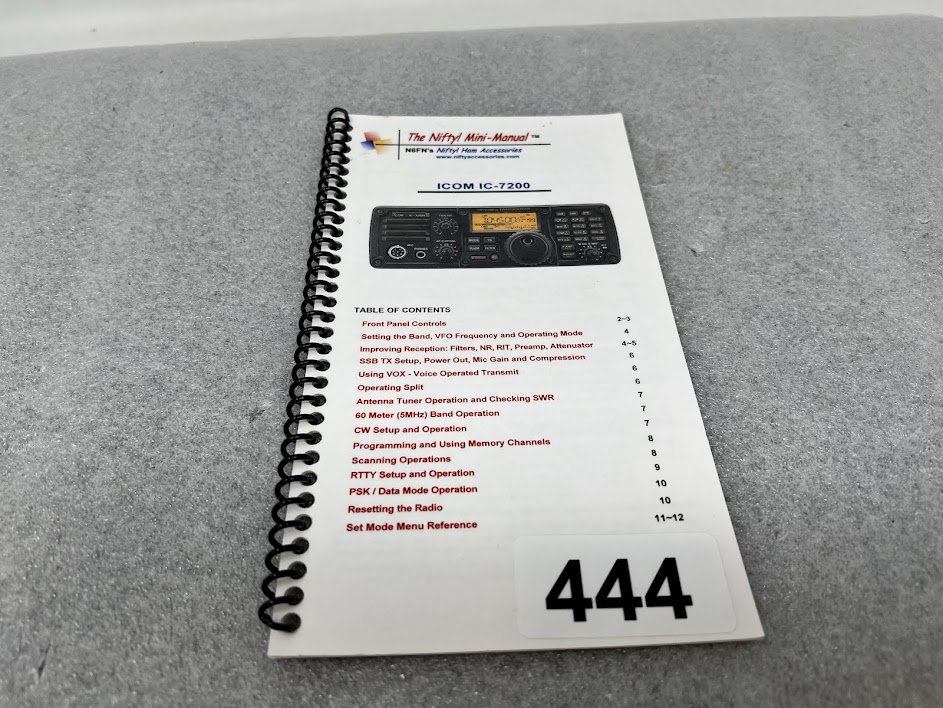 The Nifty! Mini-Manual ™
N6FN's Nifty! Ham Accessories
www.niftyaccessories.com
ICOM IC-7200
TABLE OF CONTENTS
Front Panel Controls 2~3
Setting the Band, VFO Frequency and Operating Mode 4
Improving Reception: Filters, NR, RIT, Preamp, Attenuator 4~5
SSB TX Setup, Power Out, Mic Gain and Compression 6
Using VOX - Voice Operated Transmit 6
Operating Split 6
Antenna Tuner Operation and Checking SWR 7
60 Meter (5MHz) Band Operation 7
CW Setup and Operation 7
Programming and Using Memory Channels 8
Scanning Operations 8
RTTY Setup and Operation 9
PSK / Data Mode Operation 10
Resetting the Radio 10
Set Mode Menu Reference 11~12
444